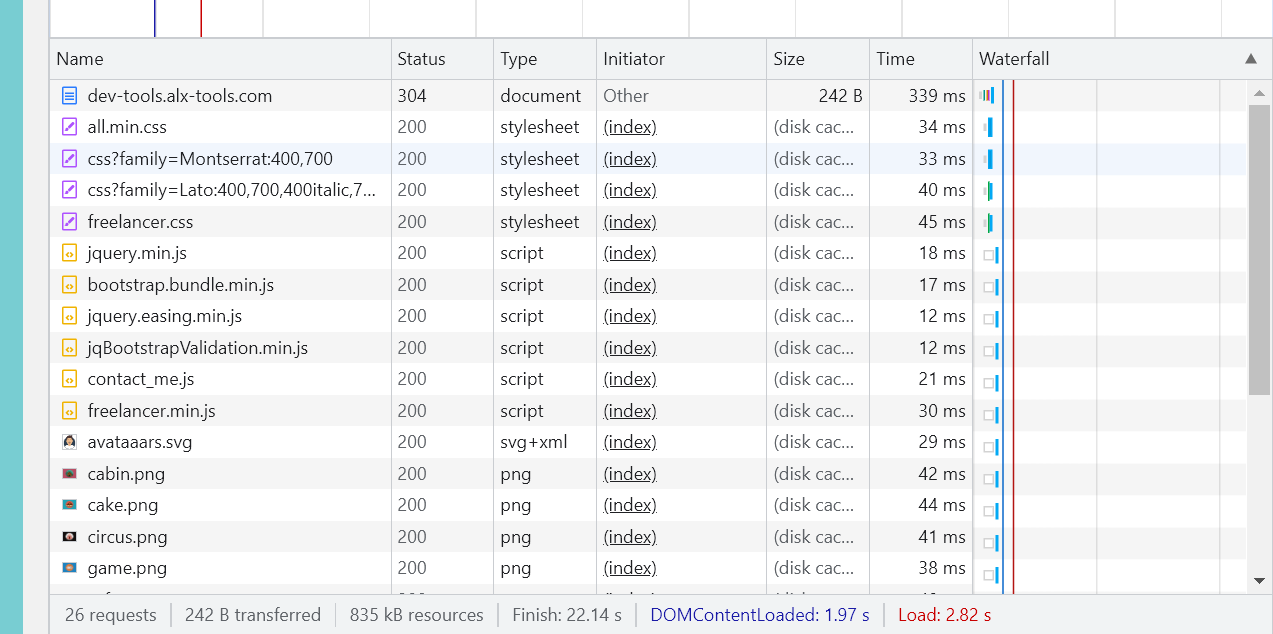 Name Status Type Initiator Size Time Waterfall ▲
dev-tools.alx-tools.com 304 document Other 242 B 339 ms
all.min.css 200 stylesheet (index) (disk cac... 34 ms
css?family=Montserrat:400,700 200 stylesheet (index) (disk cac... 33 ms
css?family=Lato:400,700,400italic,7... 200 stylesheet (index) (disk cac... 40 ms
freelancer.css 200 stylesheet (index) (disk cac... 45 ms
jquery.min.js 200 script (index) (disk cac... 18 ms
bootstrap.bundle.min.js 200 script (index) (disk cac... 17 ms
jquery.easing.min.js 200 script (index) (disk cac... 12 ms
jqBootstrapValidation.min.js 200 script (index) (disk cac... 12 ms
contact_me.js 200 script (index) (disk cac... 21 ms
freelancer.min.js 200 script (index) (disk cac... 30 ms
avataaars.svg 200 svg+xml (index) (disk cac... 29 ms
cabin.png 200 png (index) (disk cac... 42 ms
cake.png 200 png (index) (disk cac... 44 ms
circus.png 200 png (index) (disk cac... 41 ms
game.png 200 png (index) (disk cac... 38 ms
26 requests 242 B transferred 835 kB resources Finish: 22.14 s DOMContentLoaded: 1.97 s Load: 2.82 s